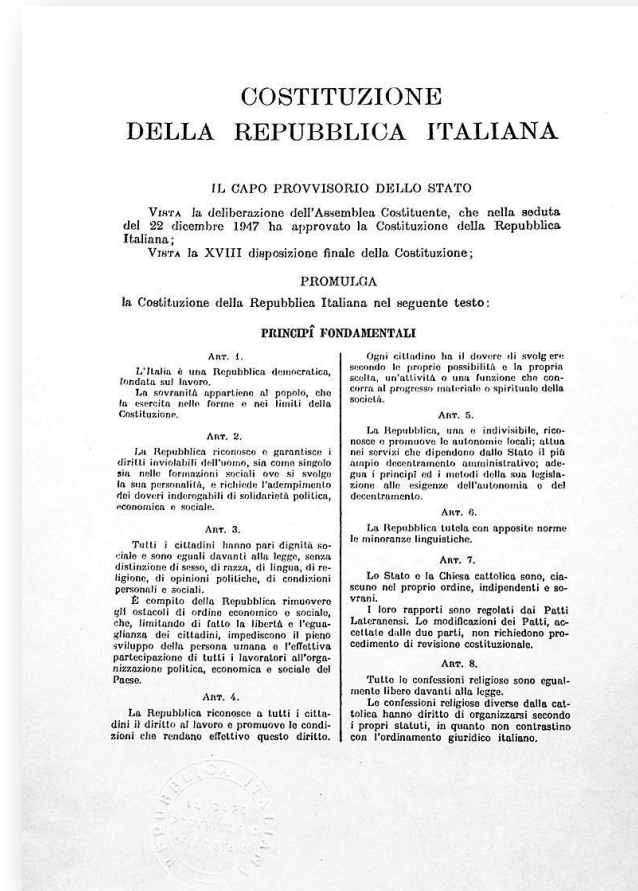 COSTITUZIONE
DELLA REPUBBLICA ITALIANA
IL CAPO PROVVISORIO DELLO STATO
VISTA la deliberazione dell'Assemblea Costituente, che nella seduta
del 22 dicembre 1947 ha approvato la Costituzione della Repubblica
Italiana;
VISTA la XVIII disposizione finale della Costituzione;
PROMULGA
la Costituzione della Repubblica Italiana nel seguente testo:
PRINCIPÎ FONDAMENTALI
ART. 1.
L'Italia è una Repubblica democratica,
fondata sul lavoro.
La sovranità appartiene al popolo, che
la esercita nelle forme e nei limiti della
Costituzione.
ART. 2.
La Repubblica riconosce e garantisce i
diritti inviolabili dell'uomo, sia come singolo
sia nelle formazioni sociali ove si svolge
la sua personalità, e richiede l'adempimento
dei doveri inderogabili di solidarietà politica,
economica e sociale.
ART. 3.
Tutti i cittadini hanno pari dignità so-
ciale e sono eguali davanti alla legge, senza
distinzione di sesso, di razza, di lingua, di re-
ligione, di opinioni politiche, di condizioni
personali e sociali.
È compito della Repubblica rimuovere
gli ostacoli di ordine economico e sociale,
che, limitando di fatto la libertà e l'egua-
glianza dei cittadini, impediscono il pieno
sviluppo della persona umana e l'effettiva
partecipazione di tutti i lavoratori all'orga-
nizzazione politica, economica e sociale del
Paese.
ART. 4.
La Repubblica riconosce a tutti i citta-
dini il diritto al lavoro e promuove le condi-
zioni che rendano effettivo questo diritto.
Ogni cittadino ha il dovere di svolgere
secondo le proprie possibilità e la propria
scelta, un'attività o una funzione che con-
corra al progresso materiale o spirituale della
società.
ART. 5.
La Repubblica, una e indivisibile, rico-
nosce e promuove le autonomie locali; attua
nei servizi che dipendono dallo Stato il più
ampio decentramento amministrativo; ade-
gua i principî ed i metodi della sua legisla-
zione alle esigenze dell'autonomia e del
decentramento.
ART. 6.
La Repubblica tutela con apposite norme
le minoranze linguistiche.
ART. 7.
Lo Stato e la Chiesa cattolica sono, cia-
scuno nel proprio ordine, indipendenti e so-
vrani.
I loro rapporti sono regolati dai Patti
Lateranensi. Le modificazioni dei Patti, ac-
cettate dalle due parti, non richiedono pro-
cedimento di revisione costituzionale.
ART. 8.
Tutte le confessioni religiose sono egual-
mente libere davanti alla legge.
Le confessioni religiose diverse dalla cat-
tolica hanno diritto di organizzarsi secondo
i propri statuti, in quanto non contrastino
con l'ordinamento giuridico italiano.
REPUBBLICA ITALIANA
IL CAPO
PROVVISORIO
DELLO STATO